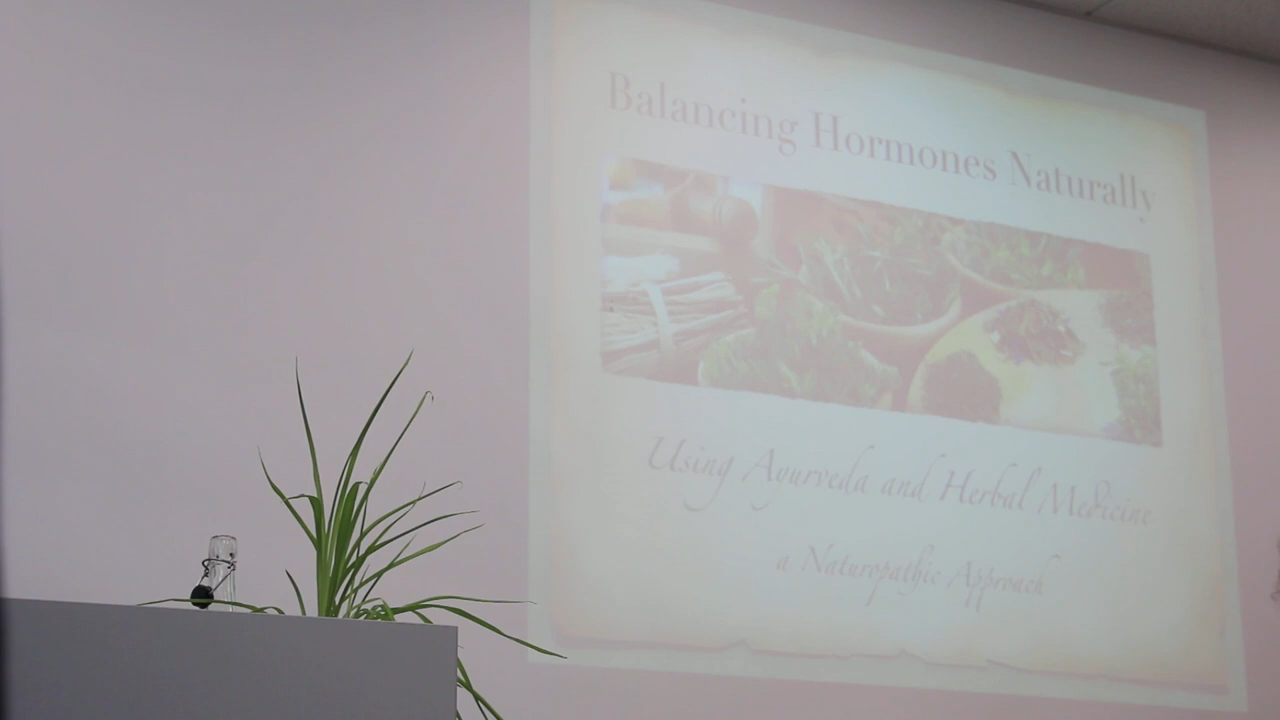 Balancing Hormones Naturally
Using Ayurveda and Herbal Medicine
a Naturopathic Approach